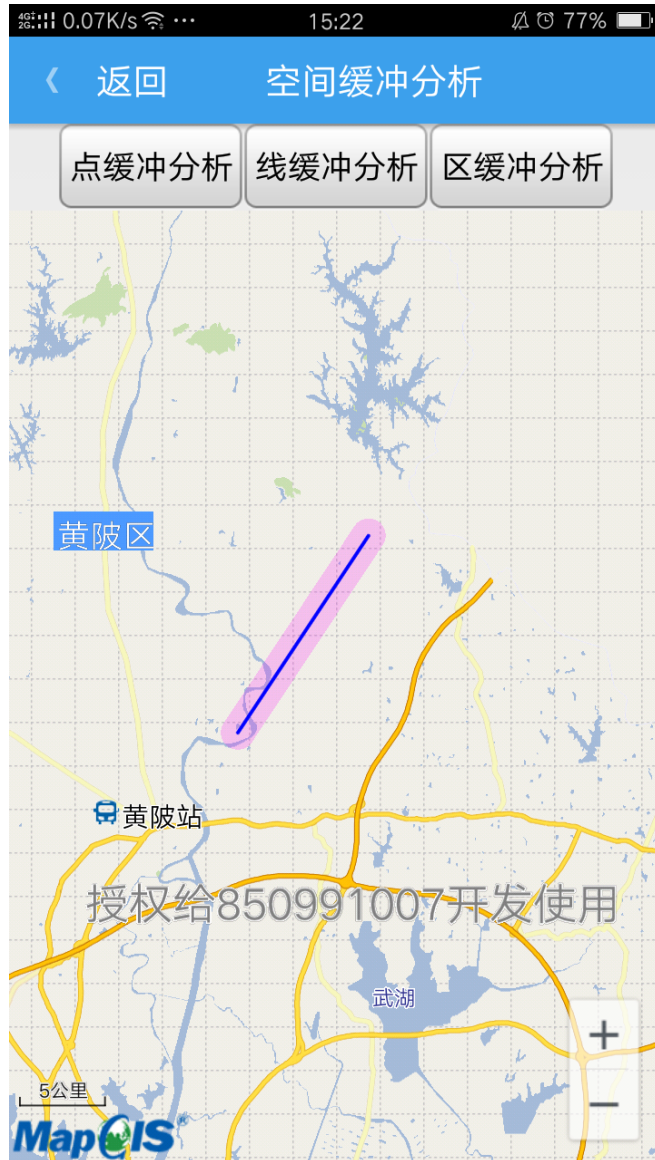 4G 2G 0.07K/s ··· 15:22 77%
返回 空间缓冲分析
点缓冲分析 线缓冲分析 区缓冲分析
黄陂区
黄陂站
授权给850991007开发使用
武湖
+
5公里
−
MapGIS®